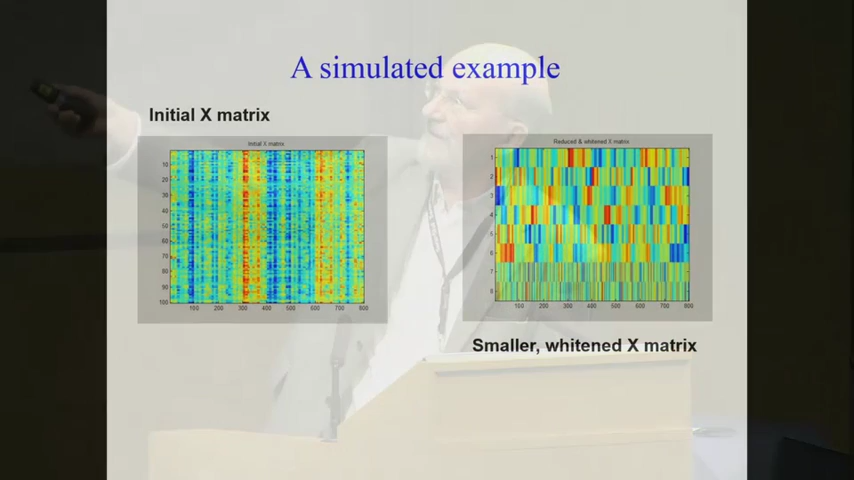 A simulated example
Initial X matrix
Initial X matrix
10
20
30
40
50
60
70
80
90
100
100 200 300 400 500 600 700 800
Reduced & whitened X matrix
1
2
3
4
5
6
7
8
100 200 300 400 500 600 700 800
Smaller, whitened X matrix